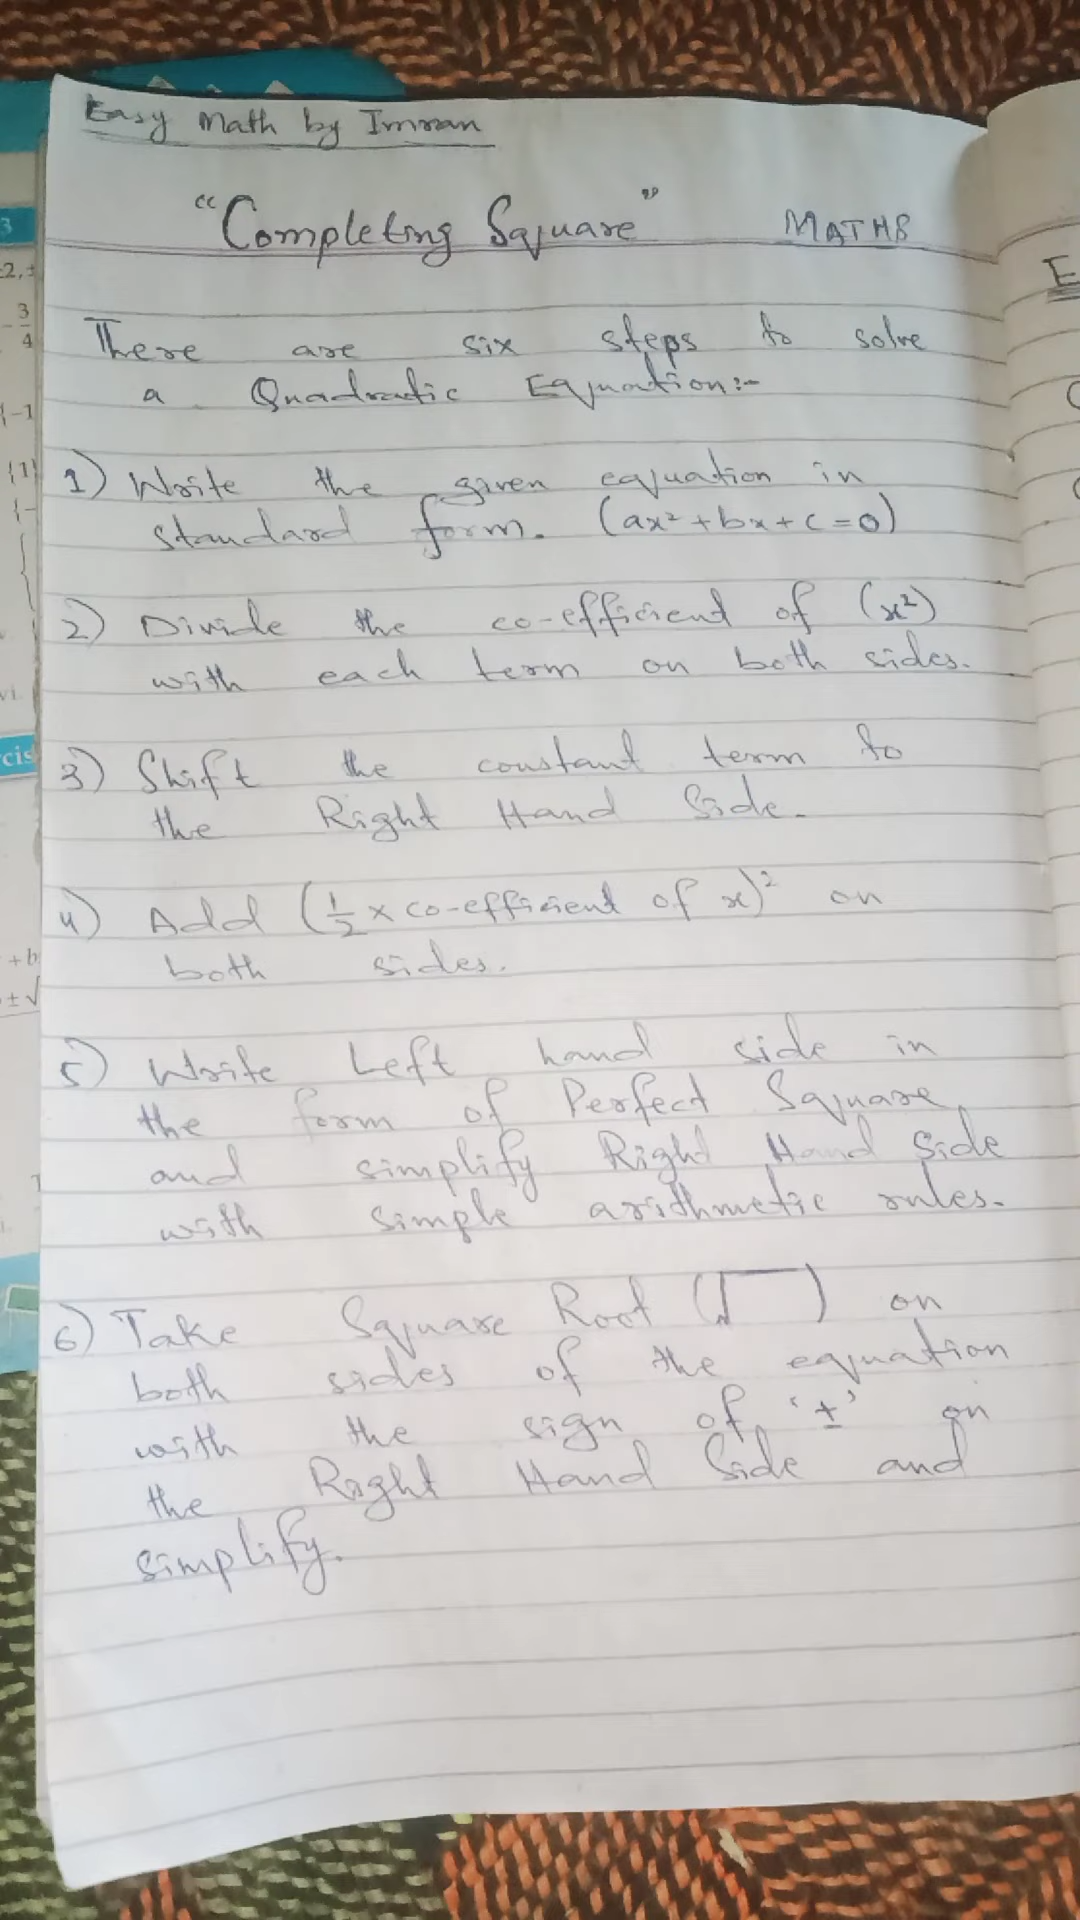 Easy Math by Imran
"Completing Square" MATHS
There are six steps to solve
a Quadratic Equation:-
1) Write the given equation in
standard form. (ax²+bx+c=0)
2) Divide the co-efficient of (x²)
with each term on both sides.
3) Shift the constant term to
the Right Hand Side.
4) Add (1/2 x co-efficient of x)² on
both sides.
5) Write Left hand side in
the form of Perfect Square,
and simplify Right Hand Side
with simple arithmetic rules.
6) Take Square Root (√ ) on
both sides of the equation
with the sign of '±' on
the Right Hand Side and
simplify.